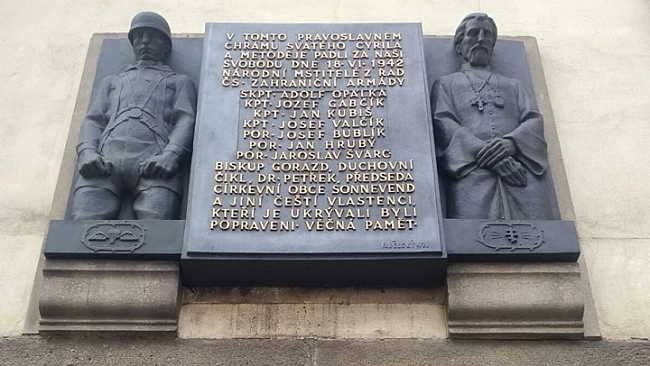 V TOMTO PRAVOSLAVNÉM
CHRÁMU SVATÉHO CYRILA
A METODĚJE PADLI ZA NAŠI
SVOBODU DNE 18·VI·1942
NÁRODNÍ MSTITELÉ Z ŘAD
ČS· ZAHRANIČNÍ ARMÁDY
ŠKPT· ADOLF OPÁLKA
KPT· JOZEF GABČÍK
KPT· JAN KUBIŠ
KPT· JOSEF VALČÍK
POR· JOSEF BUBLÍK
POR· JAN HRUBÝ
POR· JAROSLAV ŠVARC·
BISKUP GORAZD, DUCHOVNÍ
ČIKL, DR· PETŘEK, PŘEDSEDA
CÍRKEVNÍ OBCE SONNEVEND
A JINÍ ČEŠTÍ VLASTENCI,
KTEŘÍ JE UKRÝVALI BYLI
POPRAVENI· VĚČNÁ PAMĚT·